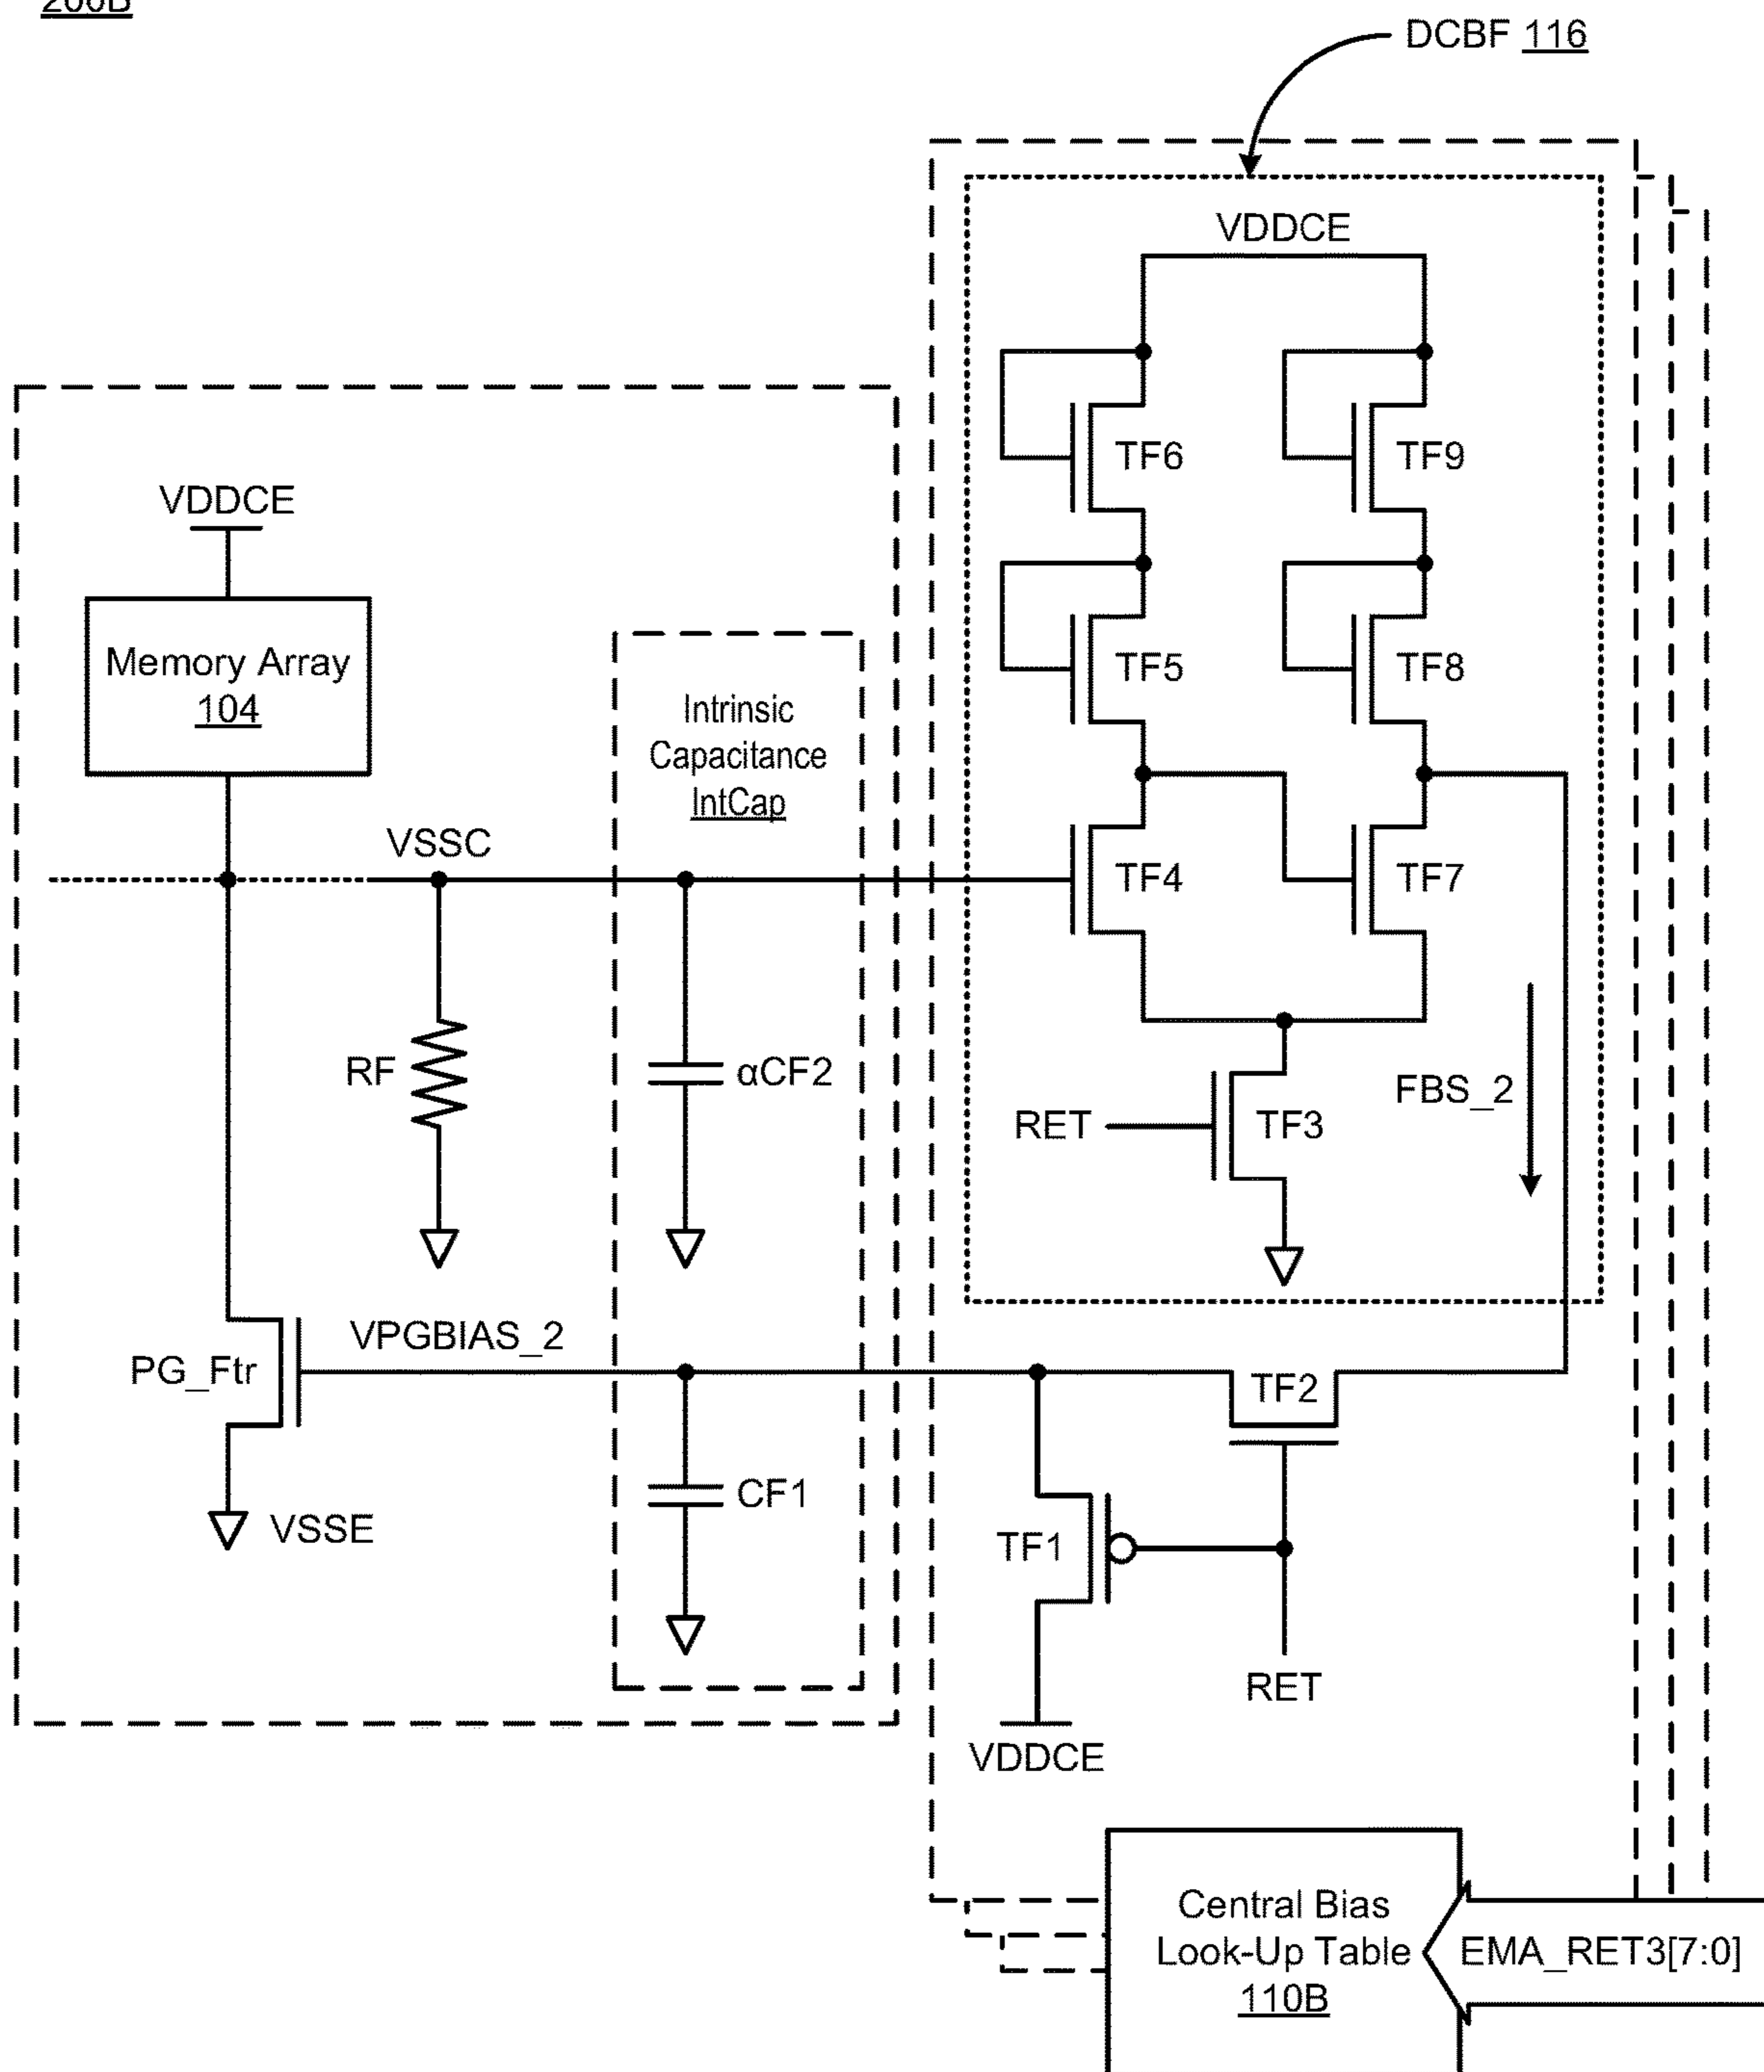 DCBF 116
VDDCE
TF6
TF9
VDDCE
Memory Array
104
TF5
TF8
Intrinsic
Capacitance
IntCap
VSSC
TF4
TF7
RF
αCF2
RET
TF3
FBS_2
VPGBIAS_2
PG_Ftr
TF2
CF1
VSSE
TF1
RET
VDDCE
Central Bias
Look-Up Table
110B
EMA_RET3[7:0]